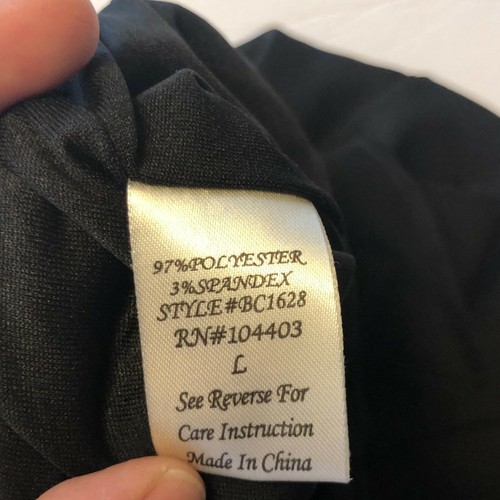 97%POLYESTER
3%SPANDEX
STYLE#BC1628
RN#104403
L
See Reverse For
Care Instruction
Made In China